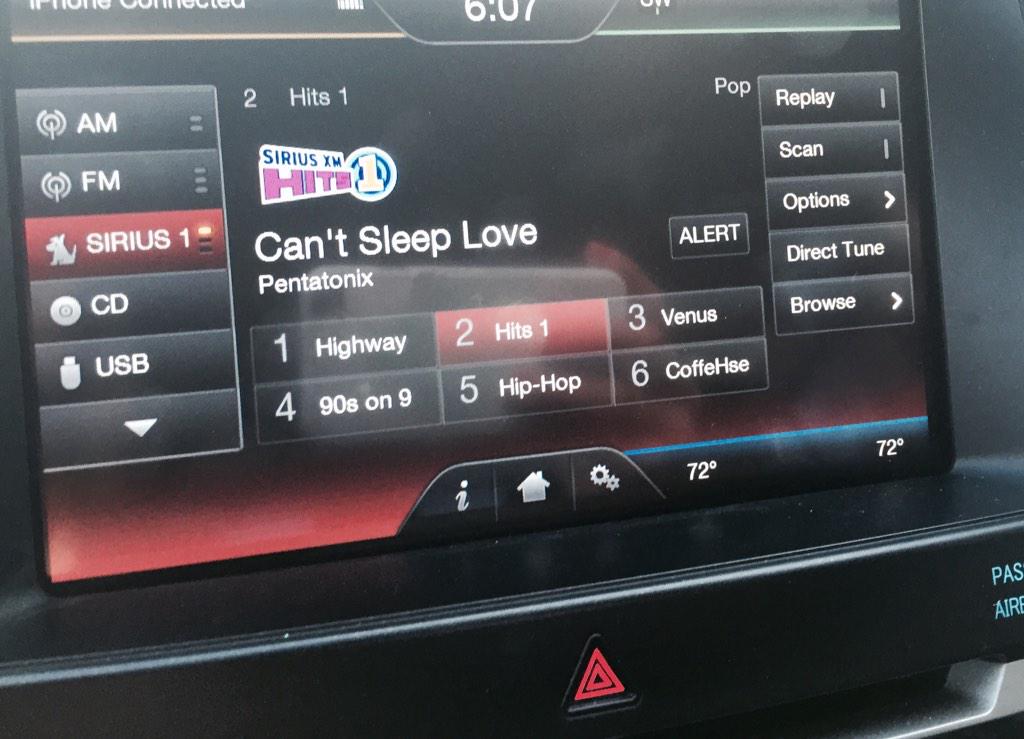 iPhone Connected
6:07
2 Hits 1
Pop
AM
FM
SIRIUS 1
CD
USB
SIRIUS XM
HITS 1
Can't Sleep Love
Pentatonix
ALERT
1 Highway
2 Hits 1
3 Venus
4 90s on 9
5 Hip-Hop
6 CoffeHse
Replay
Scan
Options
Direct Tune
Browse
i
72°
72°
PAS
AIR